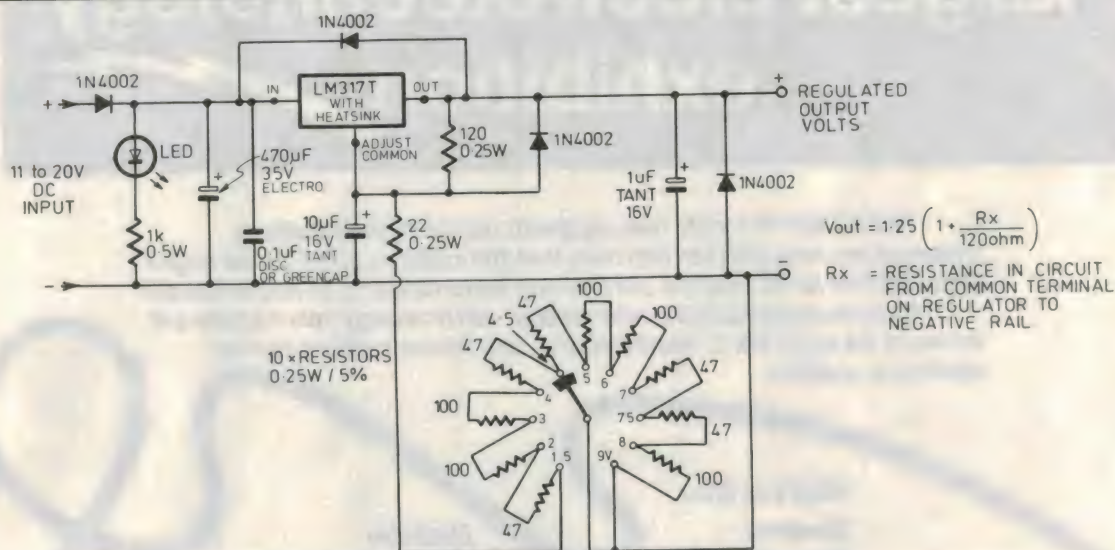 1N4002
1N4002
IN
LM317T
WITH
HEATSINK
OUT
1N4002
+
REGULATED
OUTPUT
VOLTS
+
LED
470µF
35V
ELECTRO.
ADJUST
COMMON
120
0·25W
11 to 20V
DC
INPUT
1k
0·5W
0·1uF
DISC
OR GREENCAP
10µF
16V
TANT
+
22
0·25W
1uF
TANT
16V
+
1N4002
Vout = 1·25 ( 1 + Rx
120ohm )
Rx = RESISTANCE IN CIRCUIT
FROM COMMON TERMINAL
ON REGULATOR TO
NEGATIVE RAIL
-
-
10 × RESISTORS
0·25W / 5%
47
4·5
47
100
100
47
47
100
100
100
47
1·5
2
3
4
5
6
7
7·5
8
9V